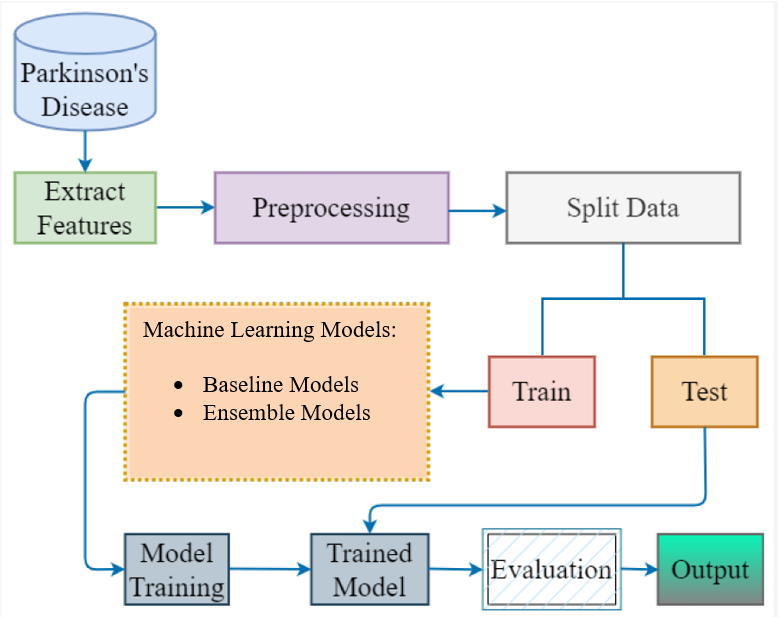 Parkinson's
Disease
Extract
Features
Preprocessing
Split Data
Machine Learning Models:
• Baseline Models
• Ensemble Models
Train
Test
Model
Training
Trained
Model
Evaluation
Output